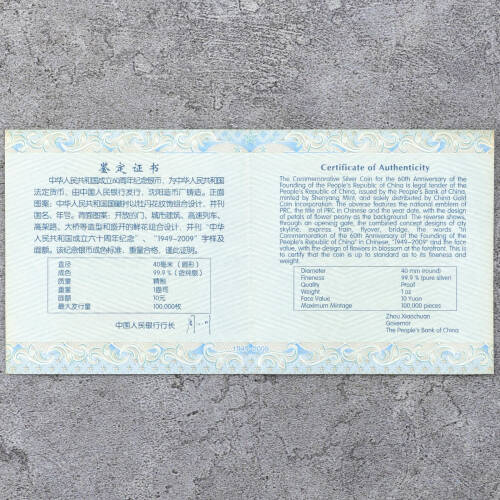 鉴定证书
中华人民共和国成立60周年纪念银币，为中华人民共和国
法定货币，由中国人民银行发行，沈阳造币厂铸造。正面
图案：中华人民共和国国徽衬以牡丹花纹饰组合设计，并刊
国名、年号。背面图案：开放的门，城市建筑、高速列车、
高架路、大桥等造型和盛开的鲜花组合设计，并刊“中华
人民共和国成立六十周年纪念”、“1949-2009”字样及
面额。该纪念银币成色标准、重量合格，谨此证明。
直径 40毫米（圆形）
成色 99.9%（含纯银）
质量 精制
重量 1盎司
面额 10元
最大发行量 100,000枚
中国人民银行行长
Certificate of Authenticity
The Commemorative Silver Coin for the 60th Anniversary of the
Founding of the People's Republic of China is legal tender of the
People's Republic of China, issued by the People's Bank of China,
minted by Shenyang Mint, and solely distributed by China Gold
Coin Incorporation. The obverse features the national emblem of
PRC, the title of PRC in Chinese and the year date, with the design
of petals of flower peony as the background. The reverse shows,
through an opening gate, the combined contour designs of city
skyline, express train, flyover, bridge, the words "In
Commemoration of the 60th Anniversary of the Founding of the
People's Republic of China" in Chinese, "1949-2009" and the face
value, with the design of flowers in blossom at the forefront. This is
to certify that the coin is up to standard as to its fineness and
weight.
Diameter 40 mm (round)
Fineness 99.9 % (pure silver)
Quality Proof
Weight 1 oz
Face Value 10 Yuan
Maximum Mintage 100,000 pieces
Zhou Xiaochuan
Governor
The People's Bank of China
1949-2009